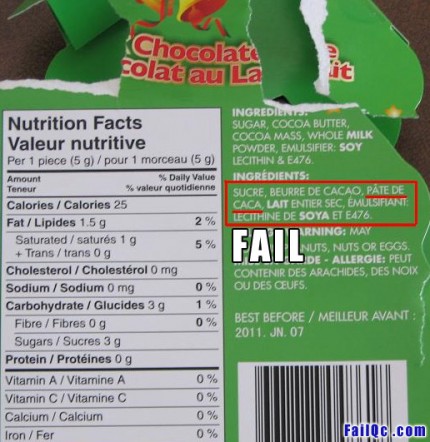 Chocolate
colat au La
Nutrition Facts
Valeur nutritive
Per 1 piece (5 g) / pour 1 morceau (5 g)
Amount % Daily Value
Teneur % valeur quotidienne
Calories / Calories 25
Fat / Lipides 1.5 g 2 %
Saturated / saturés 1 g
+ Trans / trans 0 g 5 %
Cholesterol / Cholestérol 0 mg
Sodium / Sodium 0 mg 0 %
Carbohydrate / Glucides 3 g 1 %
Fibre / Fibres 0 g 0 %
Sugars / Sucres 3 g
Protein / Protéines 0 g
Vitamin A / Vitamine A 0 %
Vitamin C / Vitamine C 0 %
Calcium / Calcium 0 %
Iron / Fer 0 %
INGREDIENTS:
SUGAR, COCOA BUTTER,
COCOA MASS, WHOLE MILK
POWDER, EMULSIFIER: SOY
LECITHIN & E476.
INGRÉDIENTS:
SUCRE, BEURRE DE CACAO, PÂTE DE
CACA, LAIT ENTIER SEC, ÉMULSIFIANT:
LECITHINE DE SOYA ET E476.
WARNING: MAY
NUTS, NUTS OR EGGS.
- ALLERGIE: PEUT
CONTENIR DES ARACHIDES, DES NOIX
OU DES ŒUFS.
FAIL
BEST BEFORE / MEILLEUR AVANT :
2011. JN. 07
FailQc.com